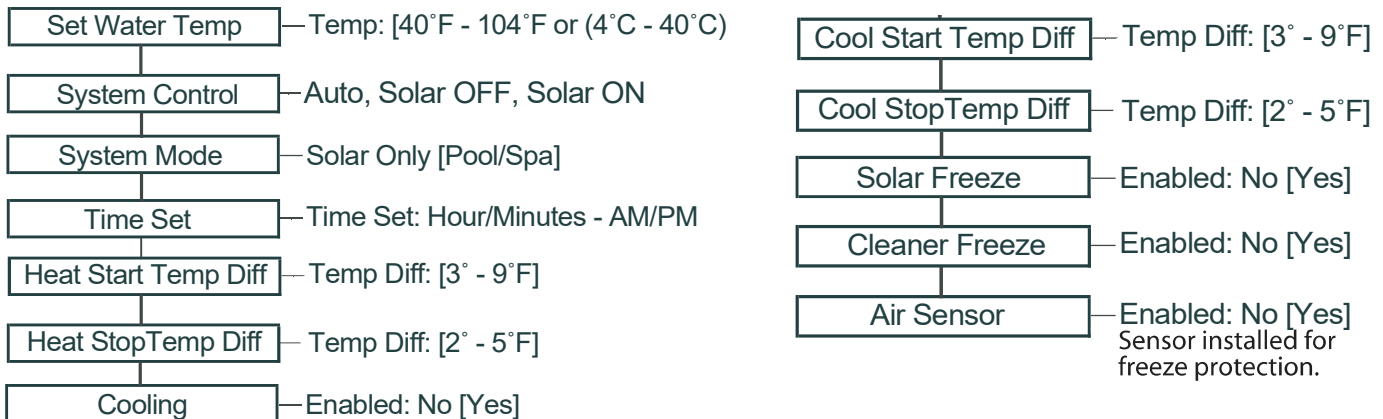 Set Water Temp
Temp: [40˚F - 104˚F or (4˚C - 40˚C)
System Control
Auto, Solar OFF, Solar ON
System Mode
Solar Only [Pool/Spa]
Time Set
Time Set: Hour/Minutes - AM/PM
Heat Start Temp Diff
Temp Diff: [3˚ - 9˚F]
Heat StopTemp Diff
Temp Diff: [2˚ - 5˚F]
Cooling
Enabled: No [Yes]
Cool Start Temp Diff
Temp Diff: [3˚ - 9˚F]
Cool StopTemp Diff
Temp Diff: [2˚ - 5˚F]
Solar Freeze
Enabled: No [Yes]
Cleaner Freeze
Enabled: No [Yes]
Air Sensor
Enabled: No [Yes]
Sensor installed for
freeze protection.